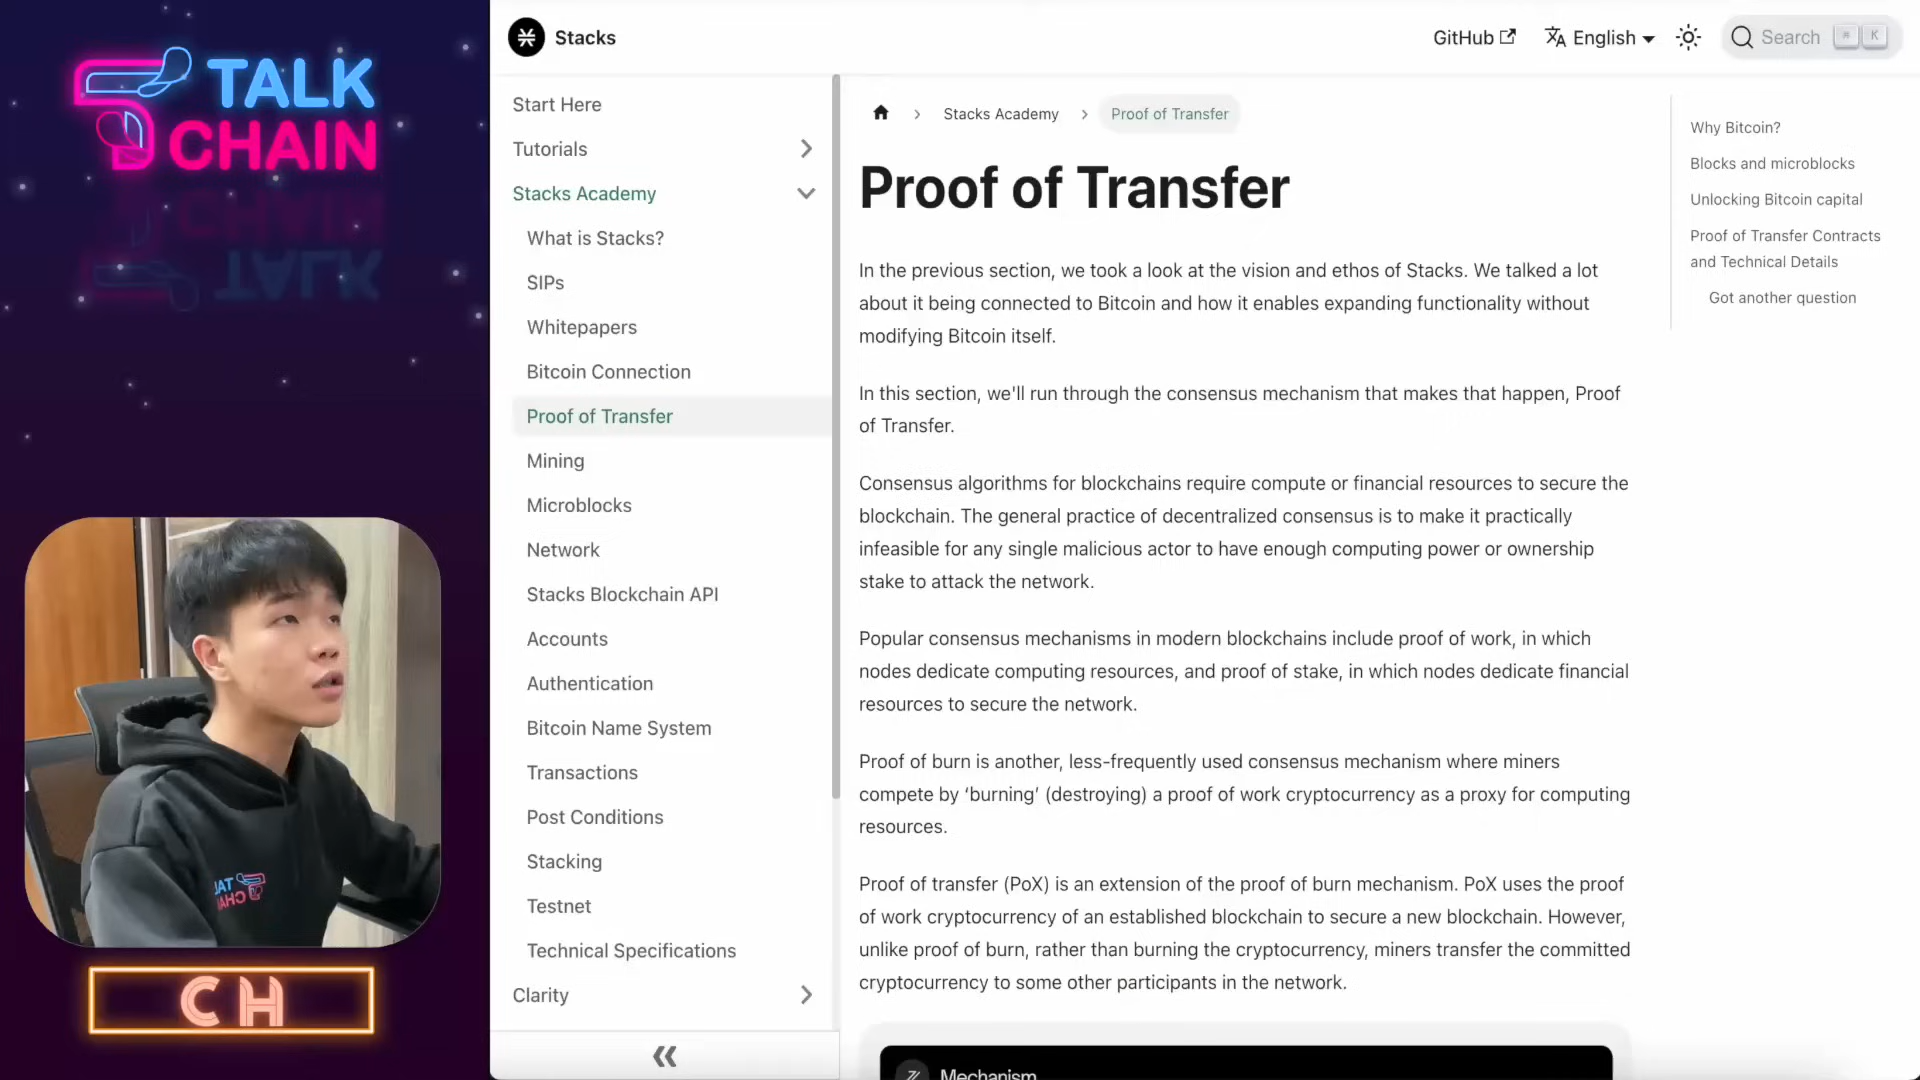 TALK
CHAIN
Stacks
GitHub
English
Search
⌘ K
Start Here
Tutorials
Stacks Academy
What is Stacks?
SIPs
Whitepapers
Bitcoin Connection
Proof of Transfer
Mining
Microblocks
Network
Stacks Blockchain API
Accounts
Authentication
Bitcoin Name System
Transactions
Post Conditions
Stacking
Testnet
Technical Specifications
Clarity
Stacks Academy
Proof of Transfer
Proof of Transfer
In the previous section, we took a look at the vision and ethos of Stacks. We talked a lot
about it being connected to Bitcoin and how it enables expanding functionality without
modifying Bitcoin itself.
In this section, we'll run through the consensus mechanism that makes that happen, Proof
of Transfer.
Consensus algorithms for blockchains require compute or financial resources to secure the
blockchain. The general practice of decentralized consensus is to make it practically
infeasible for any single malicious actor to have enough computing power or ownership
stake to attack the network.
Popular consensus mechanisms in modern blockchains include proof of work, in which
nodes dedicate computing resources, and proof of stake, in which nodes dedicate financial
resources to secure the network.
Proof of burn is another, less-frequently used consensus mechanism where miners
compete by ‘burning’ (destroying) a proof of work cryptocurrency as a proxy for computing
resources.
Proof of transfer (PoX) is an extension of the proof of burn mechanism. PoX uses the proof
of work cryptocurrency of an established blockchain to secure a new blockchain. However,
unlike proof of burn, rather than burning the cryptocurrency, miners transfer the committed
cryptocurrency to some other participants in the network.
Mechanism
Why Bitcoin?
Blocks and microblocks
Unlocking Bitcoin capital
Proof of Transfer Contracts
and Technical Details
Got another question
TALK
CHAIN
CH